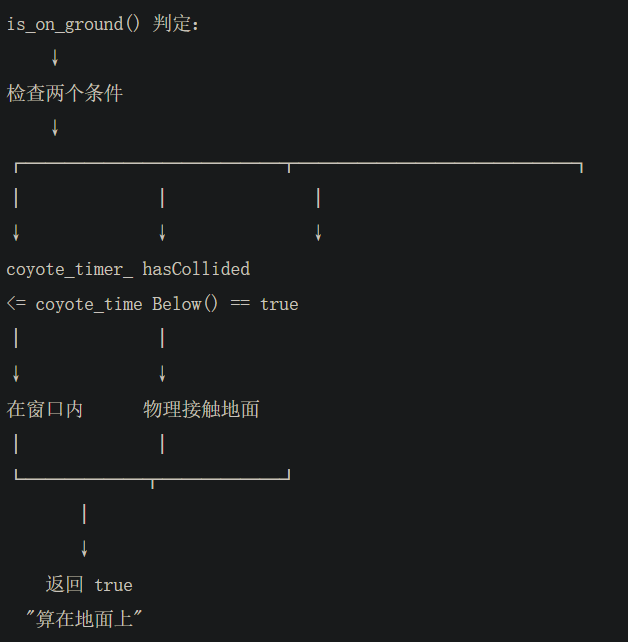 is_on_ground() 判定：
↓
检查两个条件
↓
┌─────────────┬──────────────┐
│ │ │
↓ ↓ ↓
coyote_timer_ hasCollided
<= coyote_time Below() == true
│ │
↓ ↓
在窗口内 物理接触地面
│ │
└──────┬──────┘
│
↓
返回 true
"算在地面上"